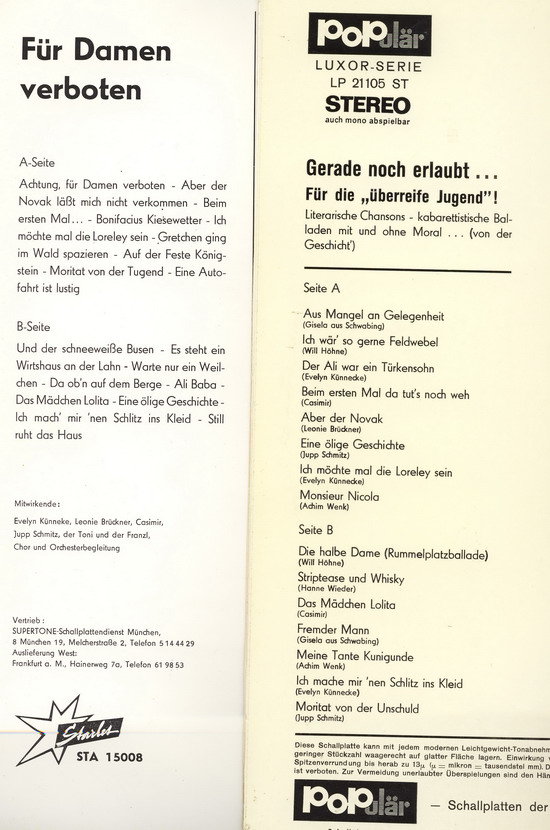 Für Damen
verboten
A-Seite
Achtung, für Damen verboten - Aber der
Novak läßt mich nicht verkommen - Beim
ersten Mal... - Bonifacius Kiesewetter - Ich
möchte mal die Loreley sein - Gretchen ging
im Wald spazieren - Auf der Feste König-
stein - Moritat von der Tugend - Eine Auto-
fahrt ist lustig
B-Seite
Und der schneeweiße Busen - Es steht ein
Wirtshaus an der Lahn - Warte nur ein Weil-
chen - Da ob'n auf dem Berge - Ali Baba -
Das Mädchen Lolita - Eine ölige Geschichte -
Ich mach' mir 'nen Schlitz ins Kleid - Still
ruht das Haus
Mitwirkende:
Evelyn Künneke, Leonie Brückner, Casimir,
Jupp Schmitz, der Toni und der Franzl,
Chor und Orchesterbegleitung
Vertrieb:
SUPERTONE-Schallplattendienst München,
8 München 19, Melcherstraße 2, Telefon 5 14 44 29
Auslieferung West:
Frankfurt a. M., Hainerweg 7a, Telefon 61 98 53
Starlet
STA 15008
POPulär
LUXOR-SERIE
LP 21105 ST
STEREO
auch mono abspielbar
Gerade noch erlaubt ...
Für die „überreife Jugend"!
Literarische Chansons - kabarettistische Bal-
laden mit und ohne Moral ... (von der
Geschicht')
Seite A
Aus Mangel an Gelegenheit
(Gisela aus Schwabing)
Ich wär' so gerne Feldwebel
(Will Höhne)
Der Ali war ein Türkensohn
(Evelyn Künnecke)
Beim ersten Mal da tut's noch weh
(Casimir)
Aber der Novak
(Leonie Brückner)
Eine ölige Geschichte
(Jupp Schmitz)
Ich möchte mal die Loreley sein
(Evelyn Künnecke)
Monsieur Nicola
(Achim Wenk)
Seite B
Die halbe Dame (Rummelplatzballade)
(Will Höhne)
Striptease und Whisky
(Hanne Wieder)
Das Mädchen Lolita
(Casimir)
Fremder Mann
(Gisela aus Schwabing)
Meine Tante Kunigunde
(Achim Wenk)
Ich mache mir 'nen Schlitz ins Kleid
(Evelyn Künnecke)
Moritat von der Unschuld
(Jupp Schmitz)
Diese Schallplatte kann mit jedem modernen Leichtgewicht-Tonabnehm
geringer Stückzahl waagerecht auf glatter Fläche lagern. Einwirkung
Spitzenverrundung bis herab zu 13µ (µ = mikron = tausendstel mm). D
ist verboten. Zur Vermeidung unerlaubter Überspielungen sind den Hän
POPulär — Schallplatten der